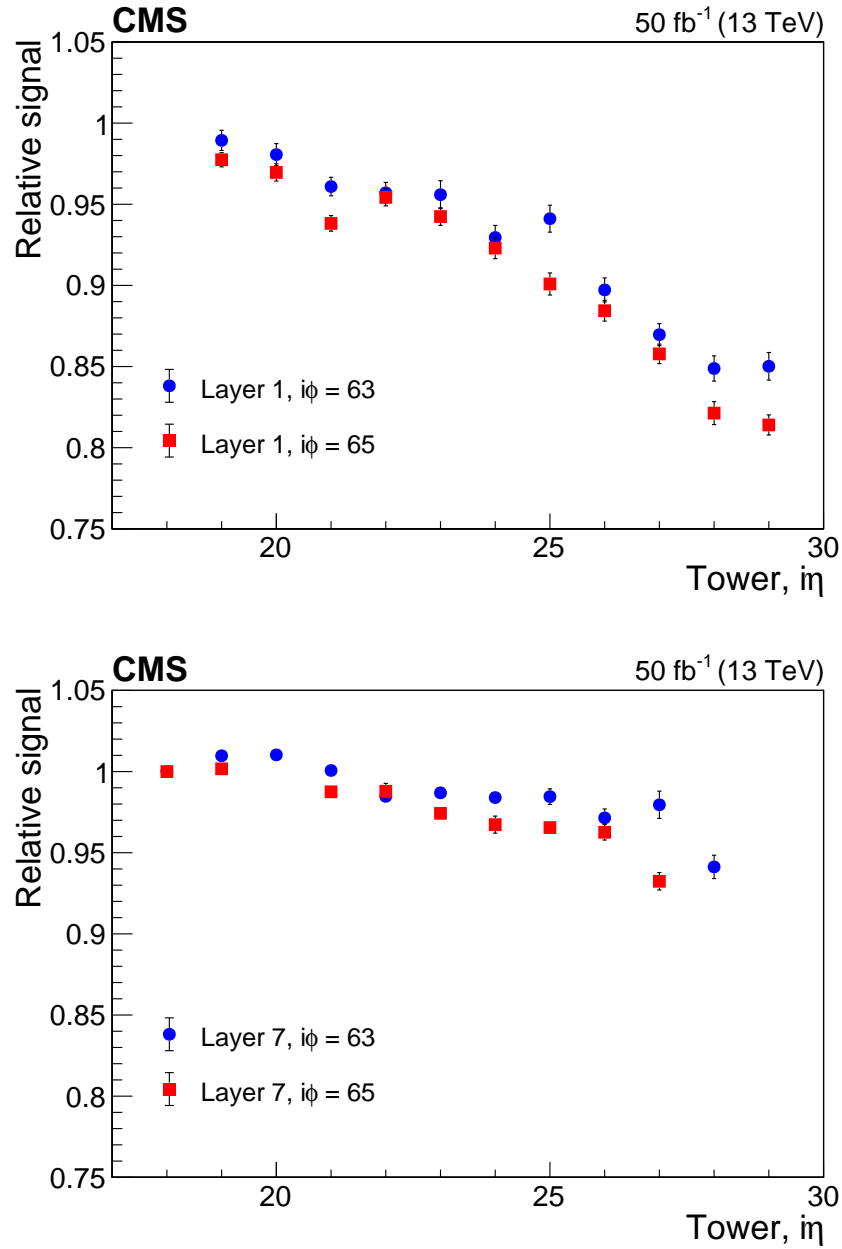 CMS 50 fb⁻¹ (13 TeV)
1.05
1
0.95
0.9
0.85
0.8
0.75
Relative signal
Layer 1, iϕ = 63
Layer 1, iϕ = 65
20 25 30
Tower, iη
CMS 50 fb⁻¹ (13 TeV)
1.05
1
0.95
0.9
0.85
0.8
0.75
Relative signal
Layer 7, iϕ = 63
Layer 7, iϕ = 65
20 25 30
Tower, iη